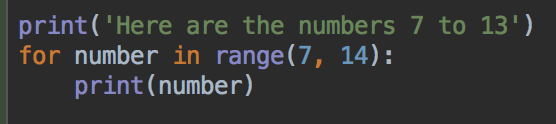 print('Here are the numbers 7 to 13')
for number in range(7, 14):
    print(number)